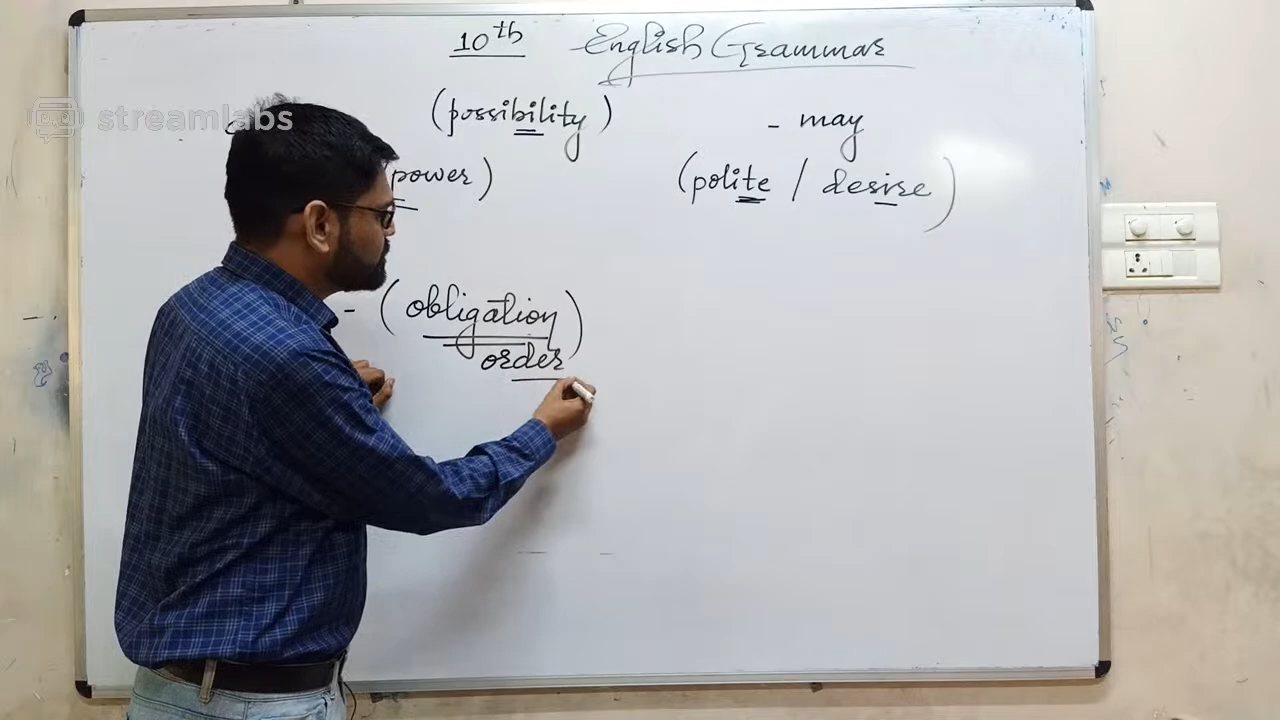 10th English Grammar
streamlabs
(possibility) - may
power) (polite / desire)
- (obligation)
order